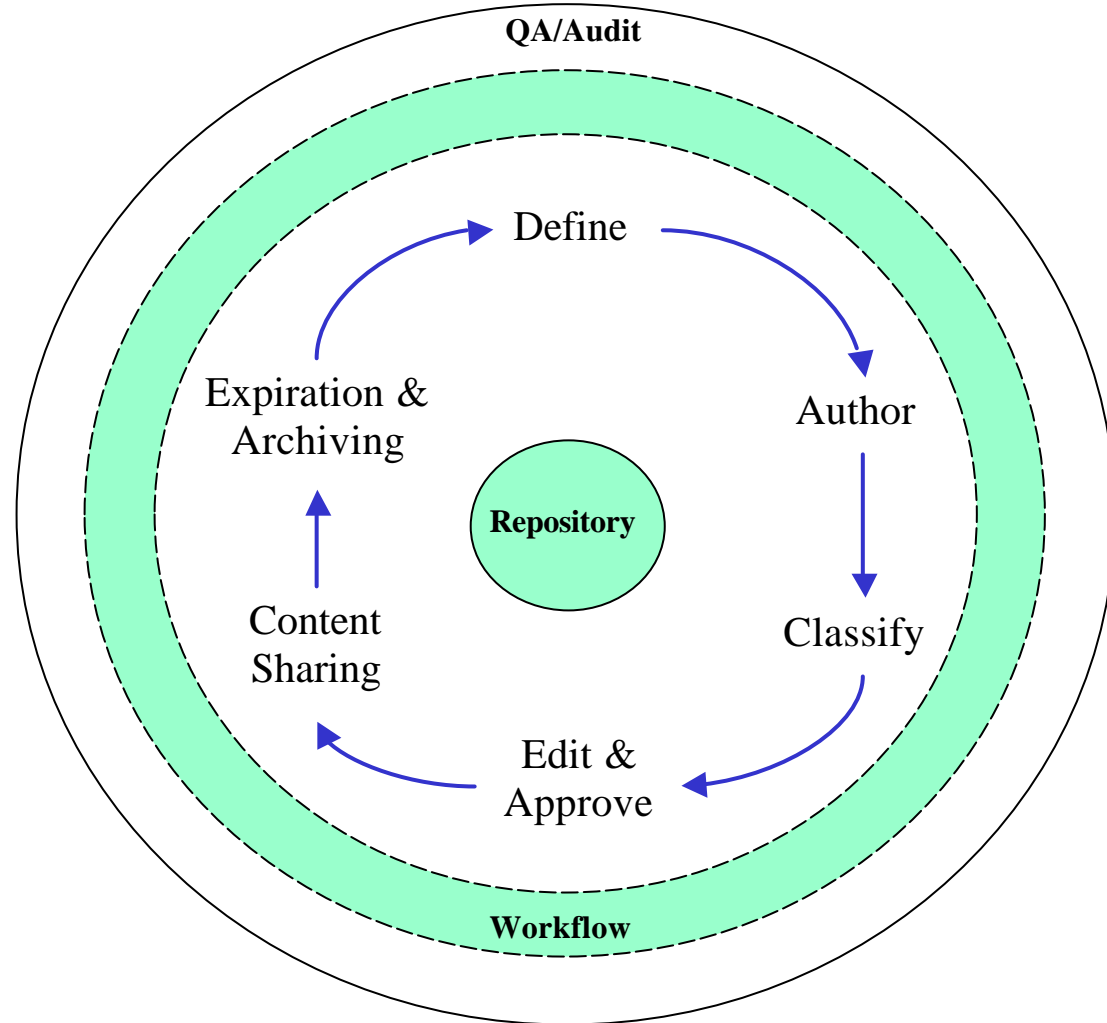 QA/Audit
Define
Author
Expiration &
Archiving
Repository
Classify
Content
Sharing
Edit &
Approve
Workflow